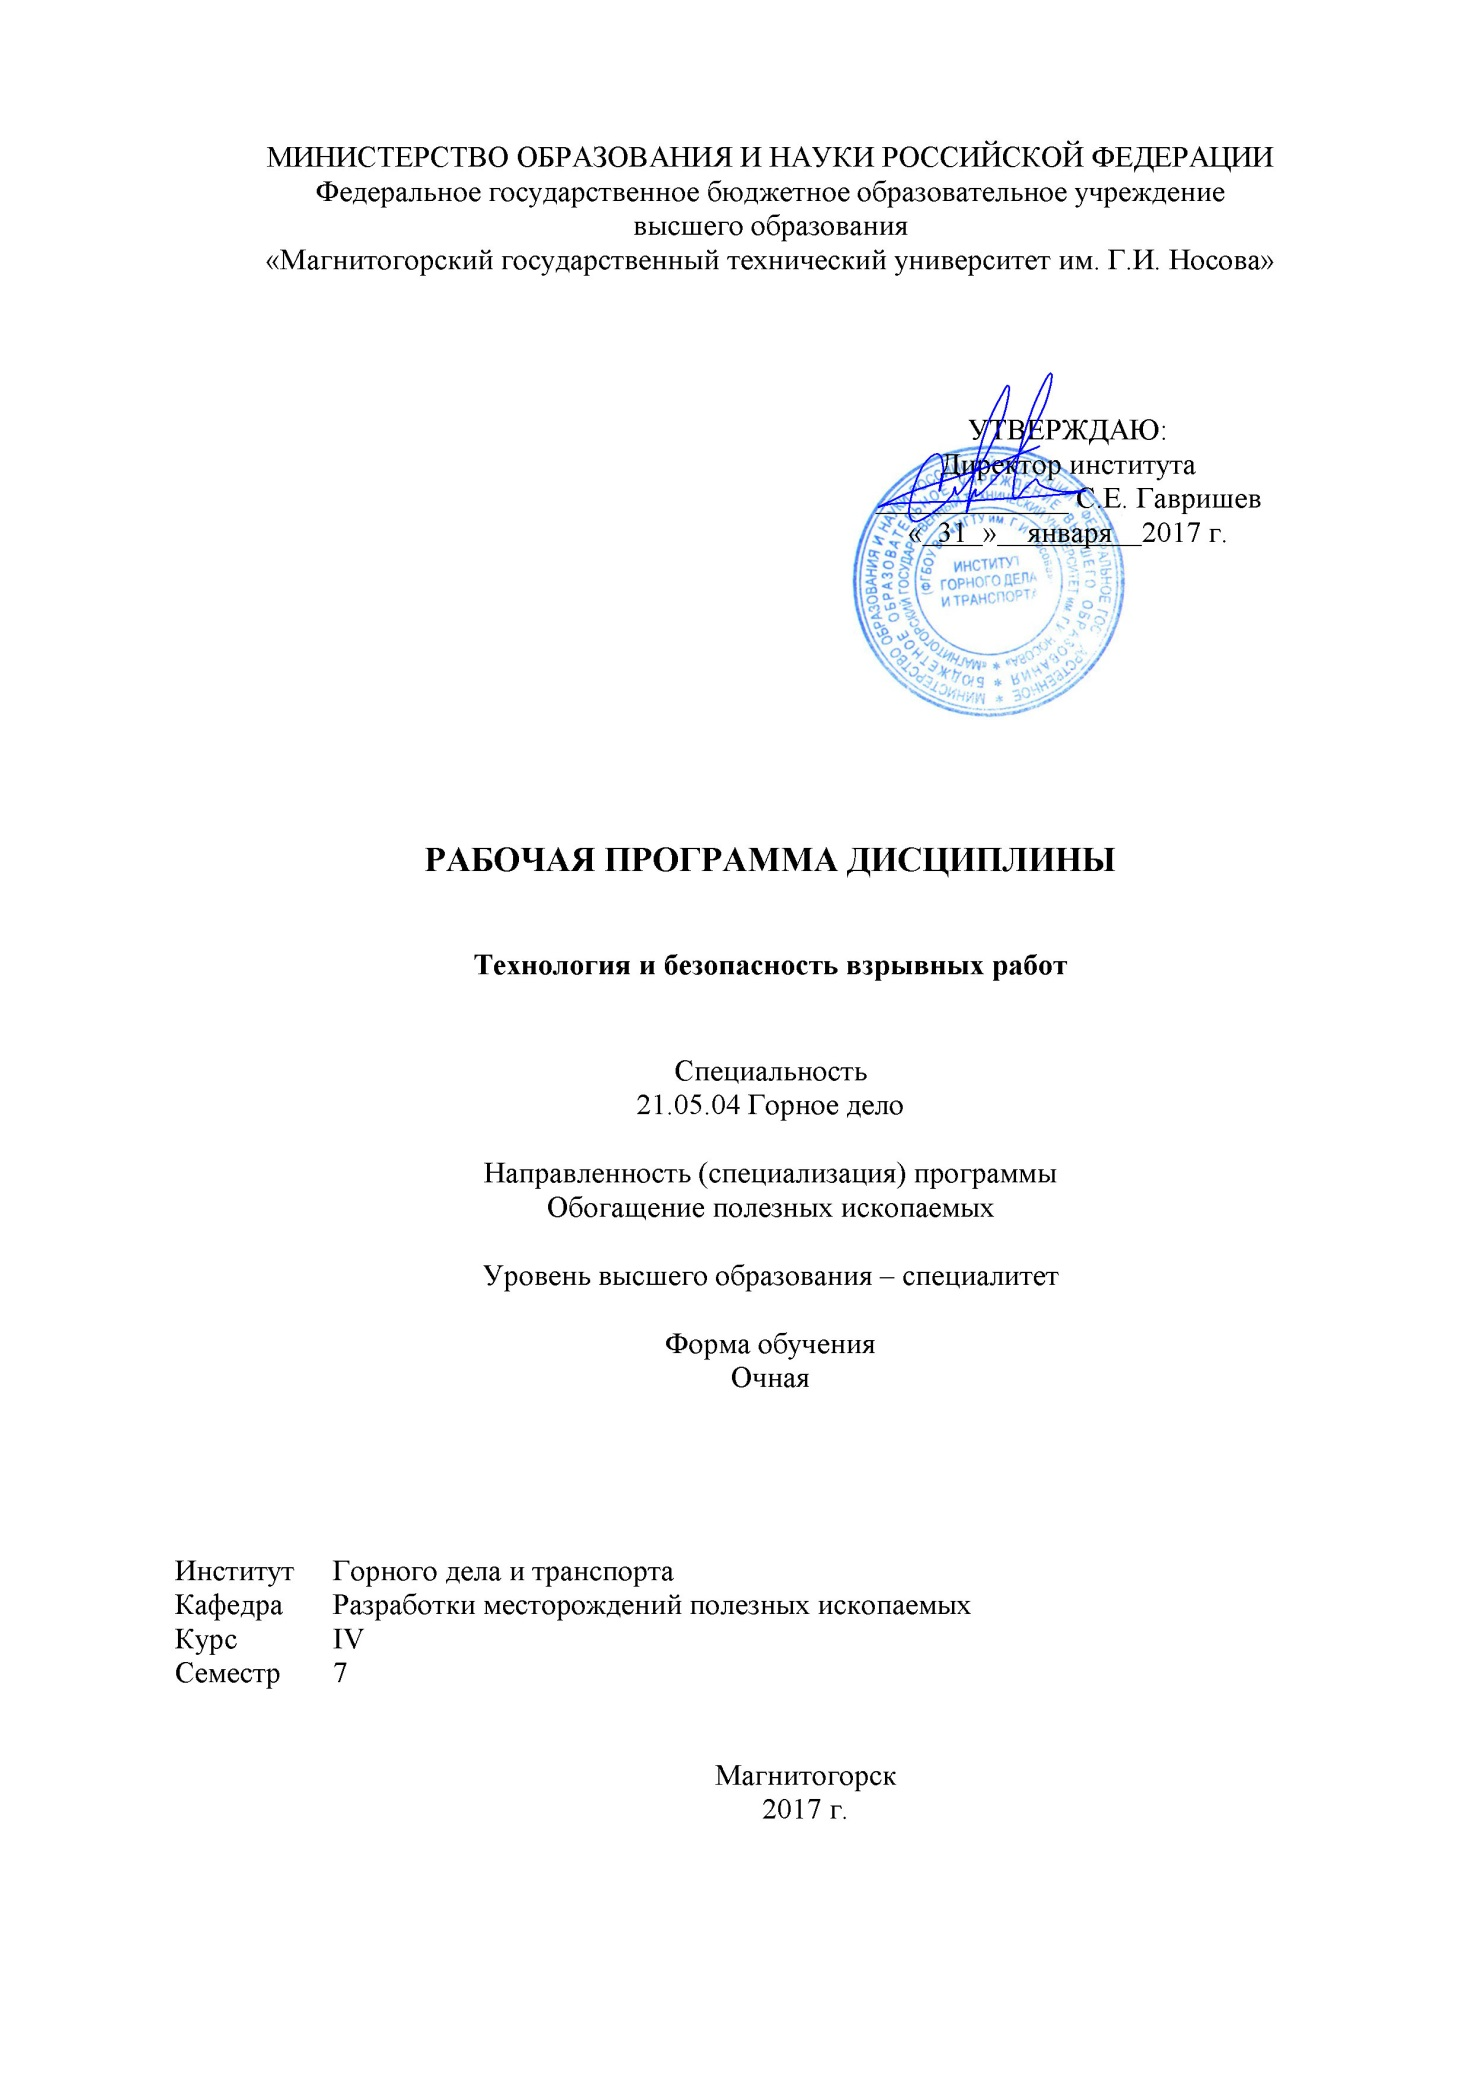 МИНИСТЕРСТВО ОБРАЗОВАНИЯ И НАУКИ РОССИЙСКОЙ ФЕДЕРАЦИИ
Федеральное государственное бюджетное образовательное учреждение
высшего образования
«Магнитогорский государственный технический университет им. Г.И. Носова»
УТВЕРЖДАЮ:
Директор института
С.Е. Гавришев
«31» января 2017 г.
ИНСТИТУТ
ГОРНОГО ДЕЛА
И ТРАНСПОРТА
РАБОЧАЯ ПРОГРАММА ДИСЦИПЛИНЫ
Технология и безопасность взрывных работ
Специальность
21.05.04 Горное дело
Направленность (специализация) программы
Обогащение полезных ископаемых
Уровень высшего образования – специалитет
Форма обучения
Очная
Институт Горного дела и транспорта
Кафедра Разработки месторождений полезных ископаемых
Курс IV
Семестр 7
Магнитогорск
2017 г.